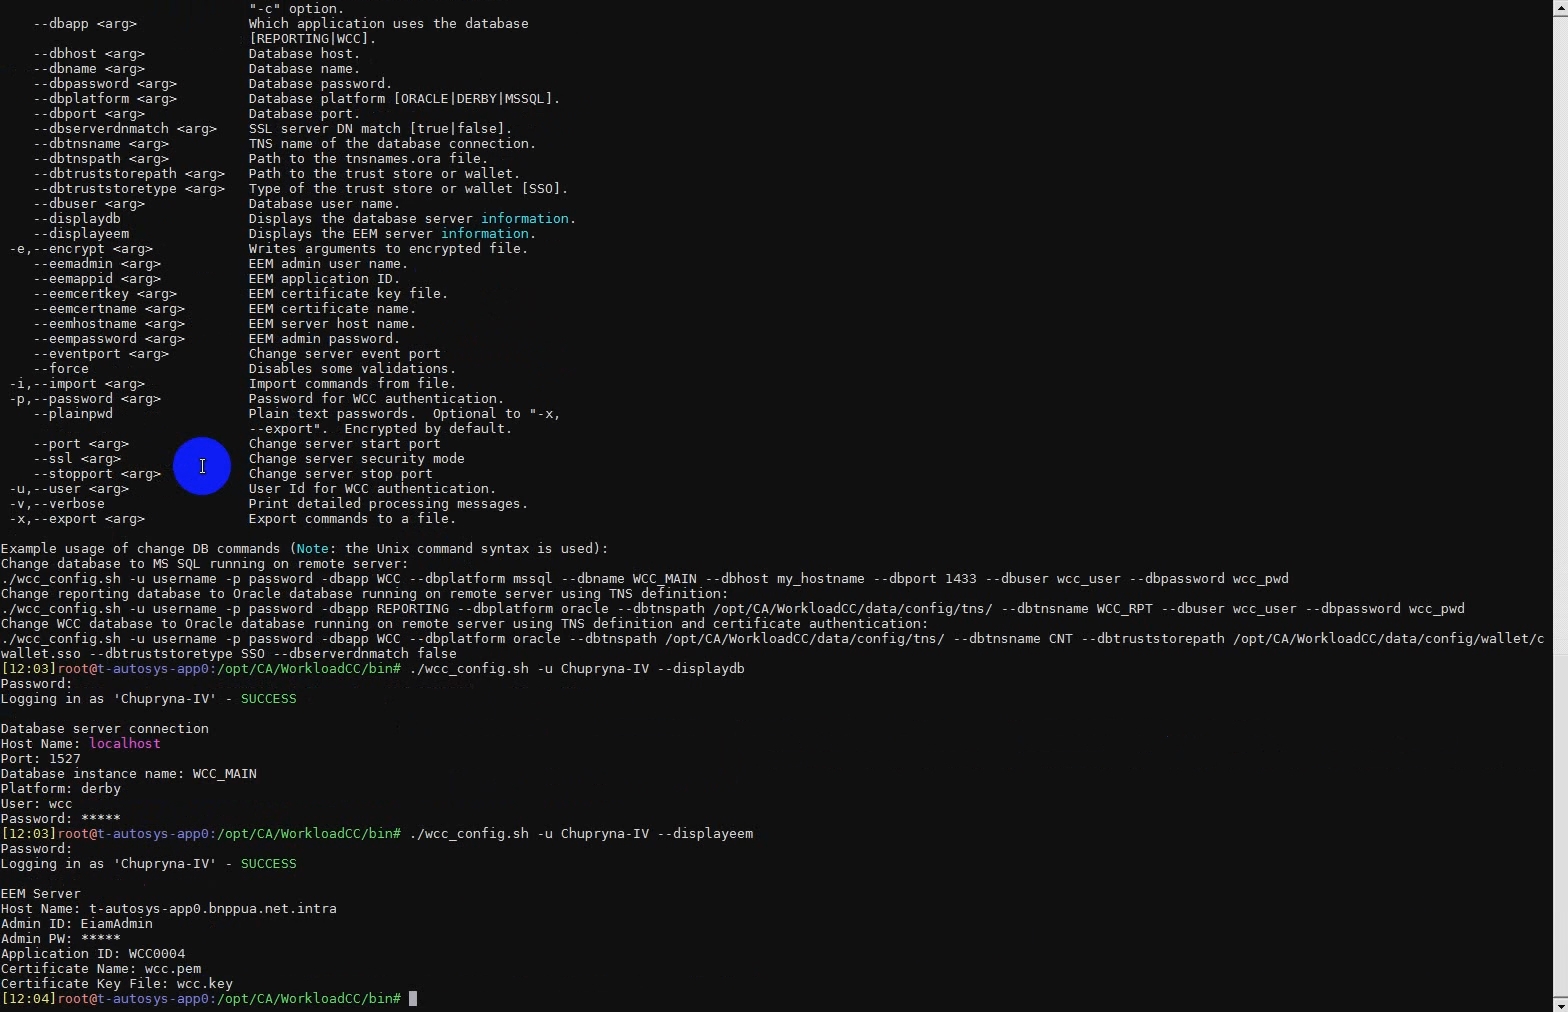 "-c" option.
--dbapp <arg> Which application uses the database
[REPORTING|WCC].
--dbhost <arg> Database host.
--dbname <arg> Database name.
--dbpassword <arg> Database password.
--dbplatform <arg> Database platform [ORACLE|DERBY|MSSQL].
--dbport <arg> Database port.
--dbserverdnmatch <arg> SSL server DN match [true|false].
--dbtnsname <arg> TNS name of the database connection.
--dbtnspath <arg> Path to the tnsnames.ora file.
--dbtruststorepath <arg> Path to the trust store or wallet.
--dbtruststoretype <arg> Type of the trust store or wallet [SSO].
--dbuser <arg> Database user name.
--displaydb Displays the database server information.
--displayeem Displays the EEM server information.
-e,--encrypt <arg> Writes arguments to encrypted file.
--eemadmin <arg> EEM admin user name.
--eemappid <arg> EEM application ID.
--eemcertkey <arg> EEM certificate key file.
--eemcertname <arg> EEM certificate name.
--eemhostname <arg> EEM server host name.
--eempassword <arg> EEM admin password.
--eventport <arg> Change server event port
--force Disables some validations.
-i,--import <arg> Import commands from file.
-p,--password <arg> Password for WCC authentication.
--plainpwd Plain text passwords. Optional to "-x,
--export". Encrypted by default.
--port <arg> Change server start port
--ssl <arg> Change server security mode
--stopport <arg> Change server stop port
-u,--user <arg> User Id for WCC authentication.
-v,--verbose Print detailed processing messages.
-x,--export <arg> Export commands to a file.
Example usage of change DB commands (Note: the Unix command syntax is used):
Change database to MS SQL running on remote server:
./wcc_config.sh -u username -p password -dbapp WCC --dbplatform mssql --dbname WCC_MAIN --dbhost my_hostname --dbport 1433 --dbuser wcc_user --dbpassword wcc_pwd
Change reporting database to Oracle database running on remote server using TNS definition:
./wcc_config.sh -u username -p password -dbapp REPORTING --dbplatform oracle --dbtnspath /opt/CA/WorkloadCC/data/config/tns/ --dbtnsname WCC_RPT --dbuser wcc_user --dbpassword wcc_pwd
Change WCC database to Oracle database running on remote server using TNS definition and certificate authentication:
./wcc_config.sh -u username -p password -dbapp WCC --dbplatform oracle --dbtnspath /opt/CA/WorkloadCC/data/config/tns/ --dbtnsname CNT --dbtruststorepath /opt/CA/WorkloadCC/data/config/wallet/c
wallet.sso --dbtruststoretype SSO --dbserverdnmatch false
[12:03]root@t-autosys-app0:/opt/CA/WorkloadCC/bin# ./wcc_config.sh -u Chupryna-IV --displaydb
Password:
Logging in as 'Chupryna-IV' - SUCCESS
Database server connection
Host Name: localhost
Port: 1527
Database instance name: WCC_MAIN
Platform: derby
User: wcc
Password: *****
[12:03]root@t-autosys-app0:/opt/CA/WorkloadCC/bin# ./wcc_config.sh -u Chupryna-IV --displayeem
Password:
Logging in as 'Chupryna-IV' - SUCCESS
EEM Server
Host Name: t-autosys-app0.bnppua.net.intra
Admin ID: EiamAdmin
Admin PW: *****
Application ID: WCC0004
Certificate Name: wcc.pem
Certificate Key File: wcc.key
[12:04]root@t-autosys-app0:/opt/CA/WorkloadCC/bin#